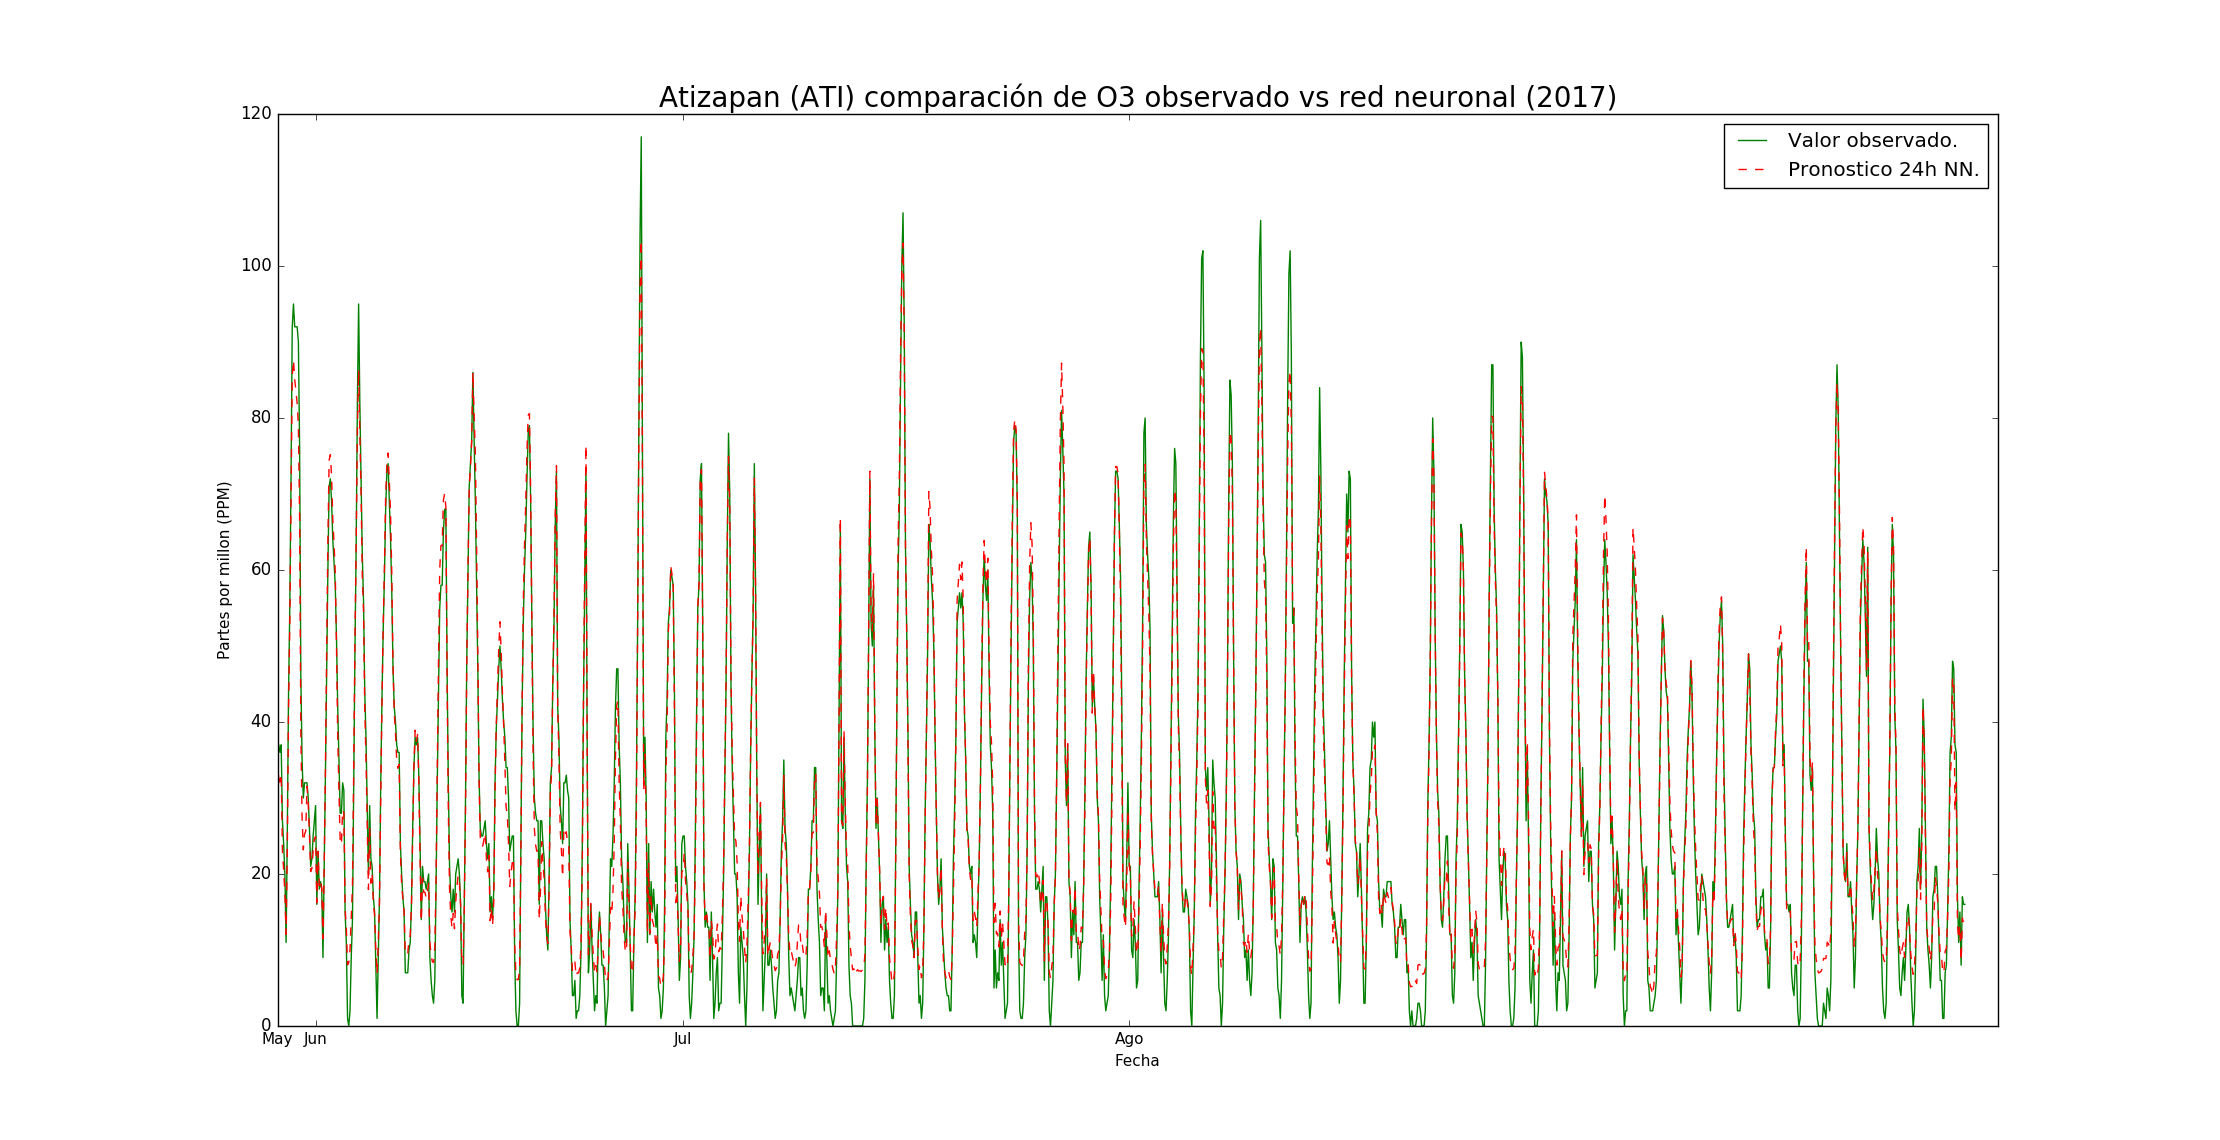 Atizapan (ATI) comparación de O3 observado vs red neuronal (2017)
Valor observado.
Pronostico 24h NN.
Partes por millon (PPM)
120
100
80
60
40
20
0
May Jun Jul Ago
Fecha